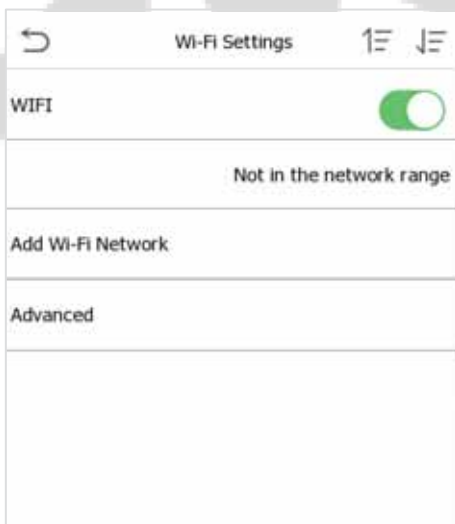 Wi-Fi Settings
WIFI
Not in the network range
Add Wi-Fi Network
Advanced